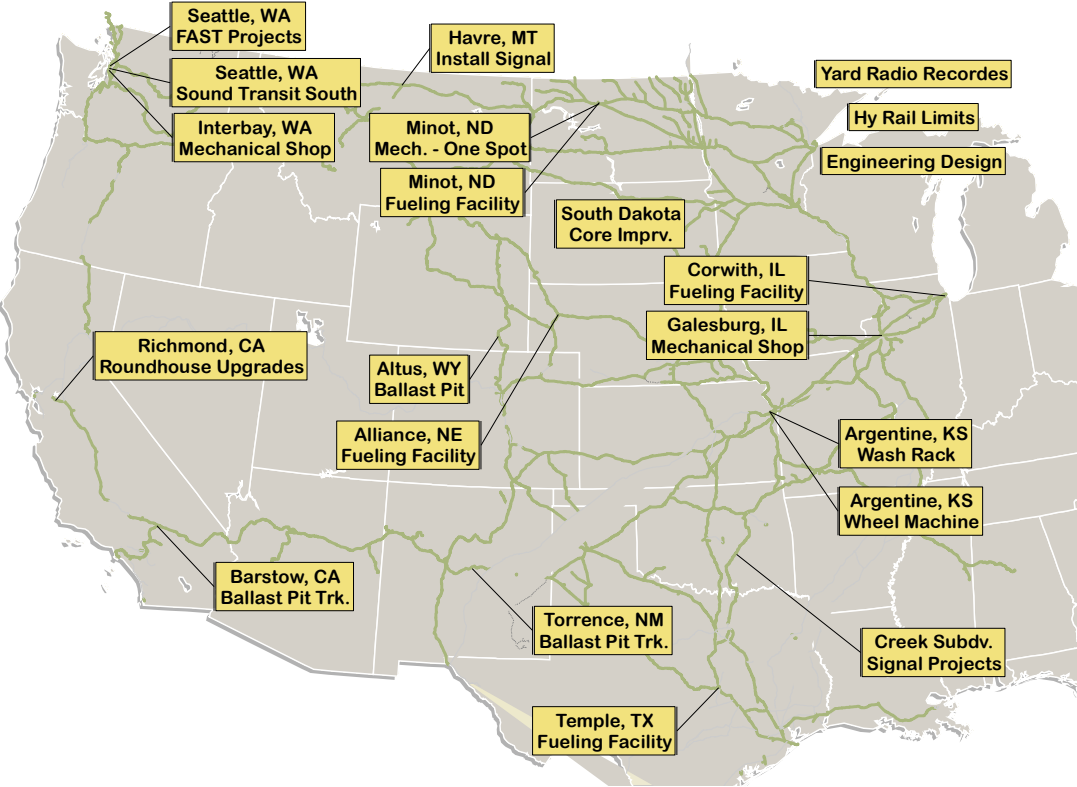 Seattle, WA
FAST Projects
Havre, MT
Install Signal
Seattle, WA
Sound Transit South
Yard Radio Recordes
Hy Rail Limits
Interbay, WA
Mechanical Shop
Minot, ND
Mech. - One Spot
Engineering Design
Minot, ND
Fueling Facility
South Dakota
Core Imprv.
Corwith, IL
Fueling Facility
Galesburg, IL
Mechanical Shop
Richmond, CA
Roundhouse Upgrades
Altus, WY
Ballast Pit
Alliance, NE
Fueling Facility
Argentine, KS
Wash Rack
Argentine, KS
Wheel Machine
Barstow, CA
Ballast Pit Trk.
Torrence, NM
Ballast Pit Trk.
Creek Subdv.
Signal Projects
Temple, TX
Fueling Facility